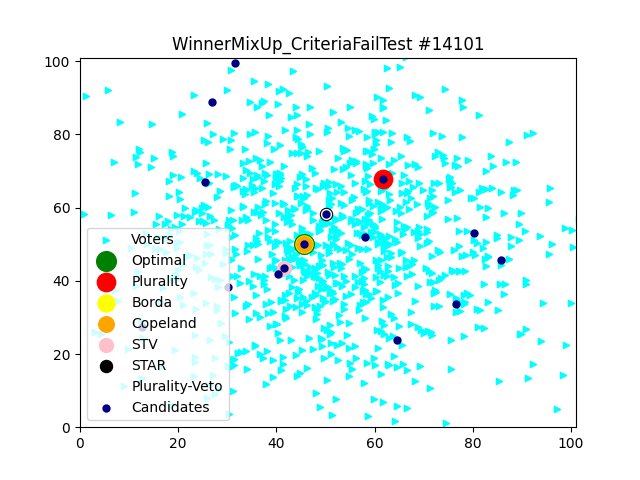 WinnerMixUp_CriteriaFailTest #14101
100
80
60
40
20
0
Voters
Optimal
Plurality
Borda
Copeland
STV
STAR
Plurality-Veto
Candidates
0 20 40 60 80 100